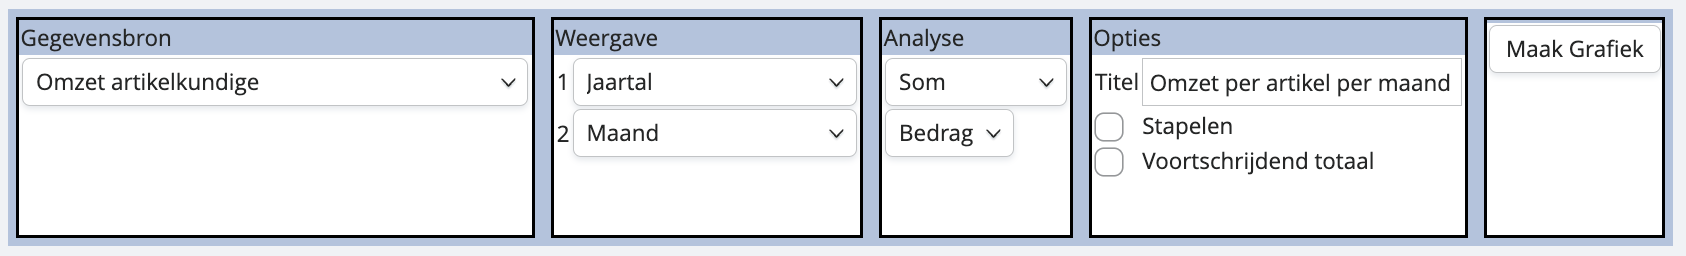 Gegevensbron
Omzet artikelkundige
Weergave
1 Jaartal
2 Maand
Analyse
Som
Bedrag
Opties
Titel Omzet per artikel per maand
Stapelen
Voortschrijdend totaal
Maak Grafiek